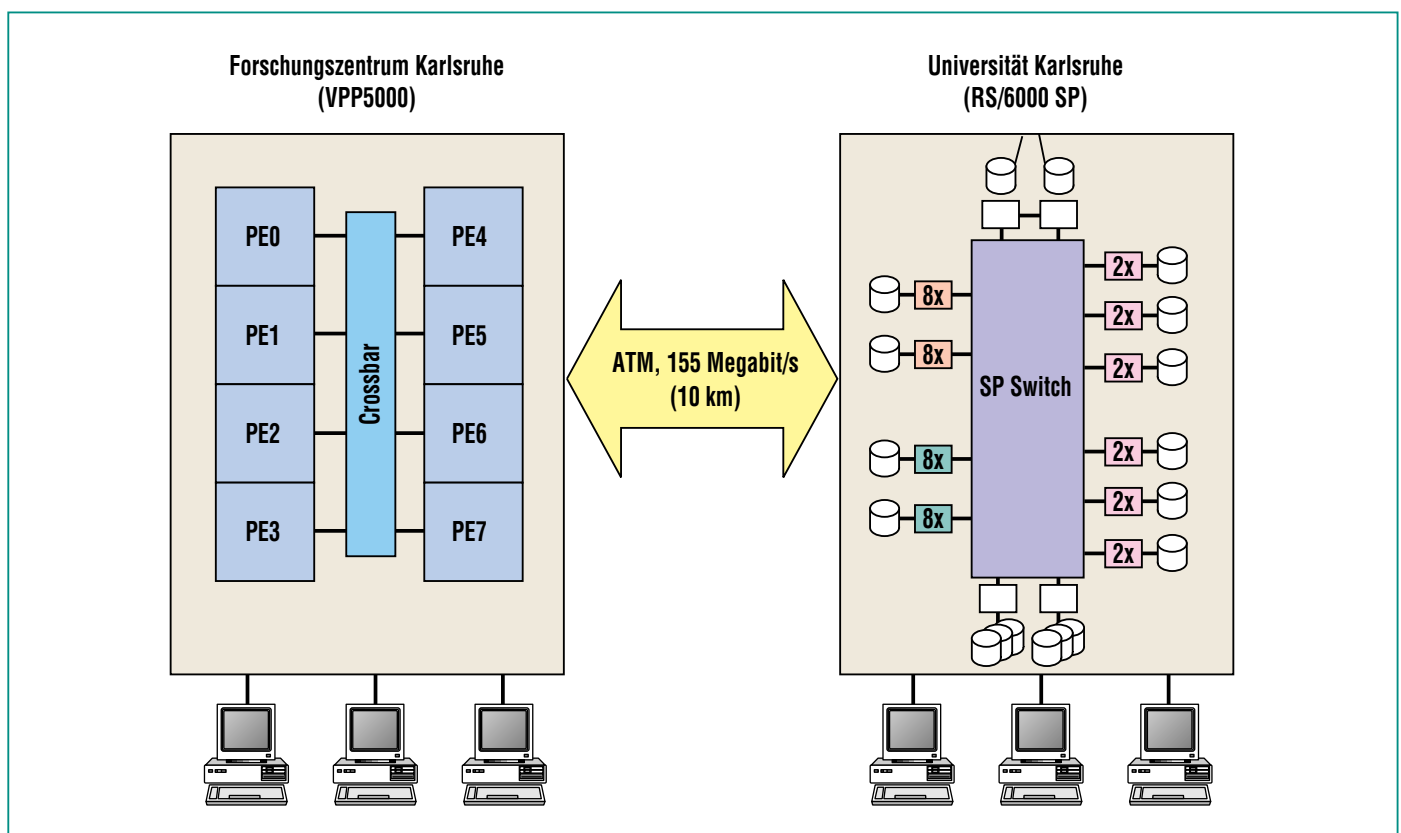 Forschungszentrum Karlsruhe
(VPP5000)
Universität Karlsruhe
(RS/6000 SP)
PE0
PE1
PE2
PE3
Crossbar
PE4
PE5
PE6
PE7
ATM, 155 Megabit/s
(10 km)
8x
8x
8x
8x
SP Switch
2x
2x
2x
2x
2x
2x